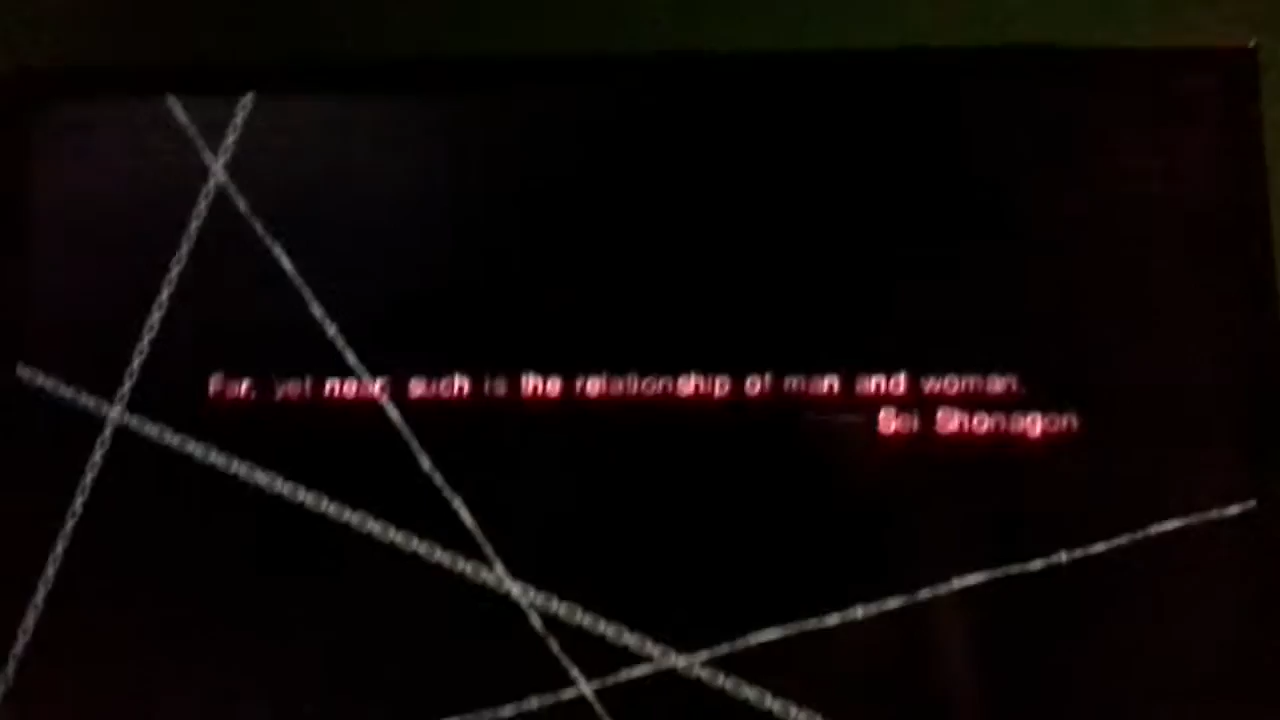 Far, yet near, such is the relationship of man and woman.
— Sei Shonagon